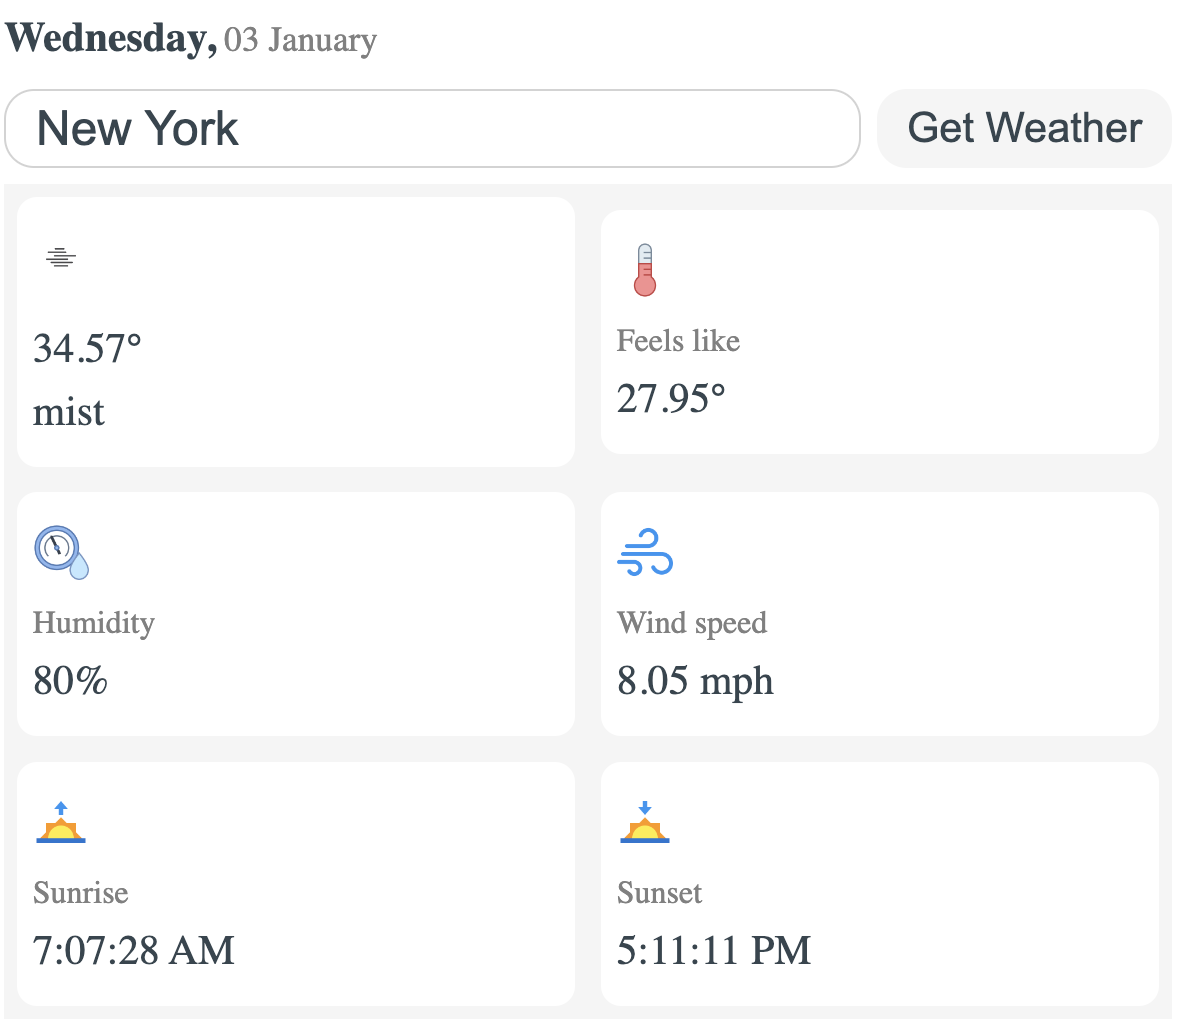 Wednesday, 03 January
New York
Get Weather
34.57°
mist
Feels like
27.95°
Humidity
80%
Wind speed
8.05 mph
Sunrise
7:07:28 AM
Sunset
5:11:11 PM